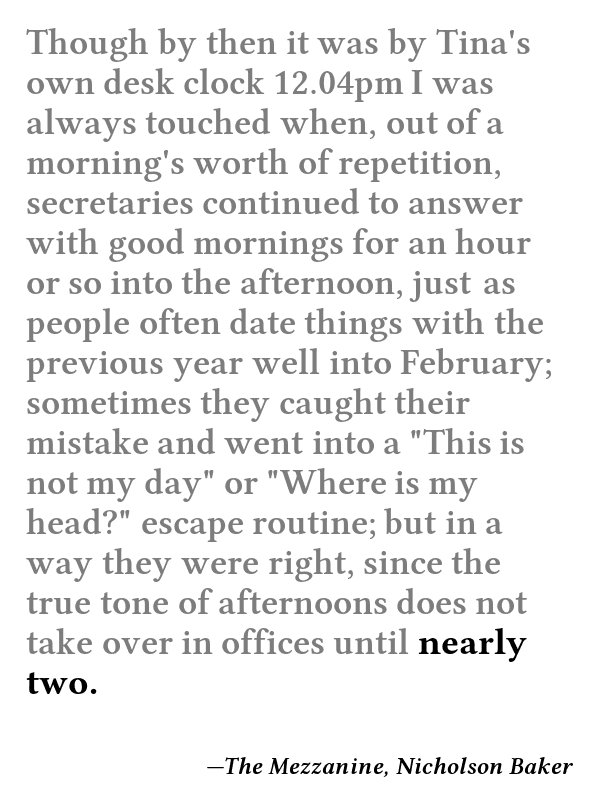 Though by then it was by Tina's
own desk clock 12.04pm I was
always touched when, out of a
morning's worth of repetition,
secretaries continued to answer
with good mornings for an hour
or so into the afternoon, just as
people often date things with the
previous year well into February;
sometimes they caught their
mistake and went into a "This is
not my day" or "Where is my
head?" escape routine; but in a
way they were right, since the
true tone of afternoons does not
take over in offices until nearly
two.
—The Mezzanine, Nicholson Baker